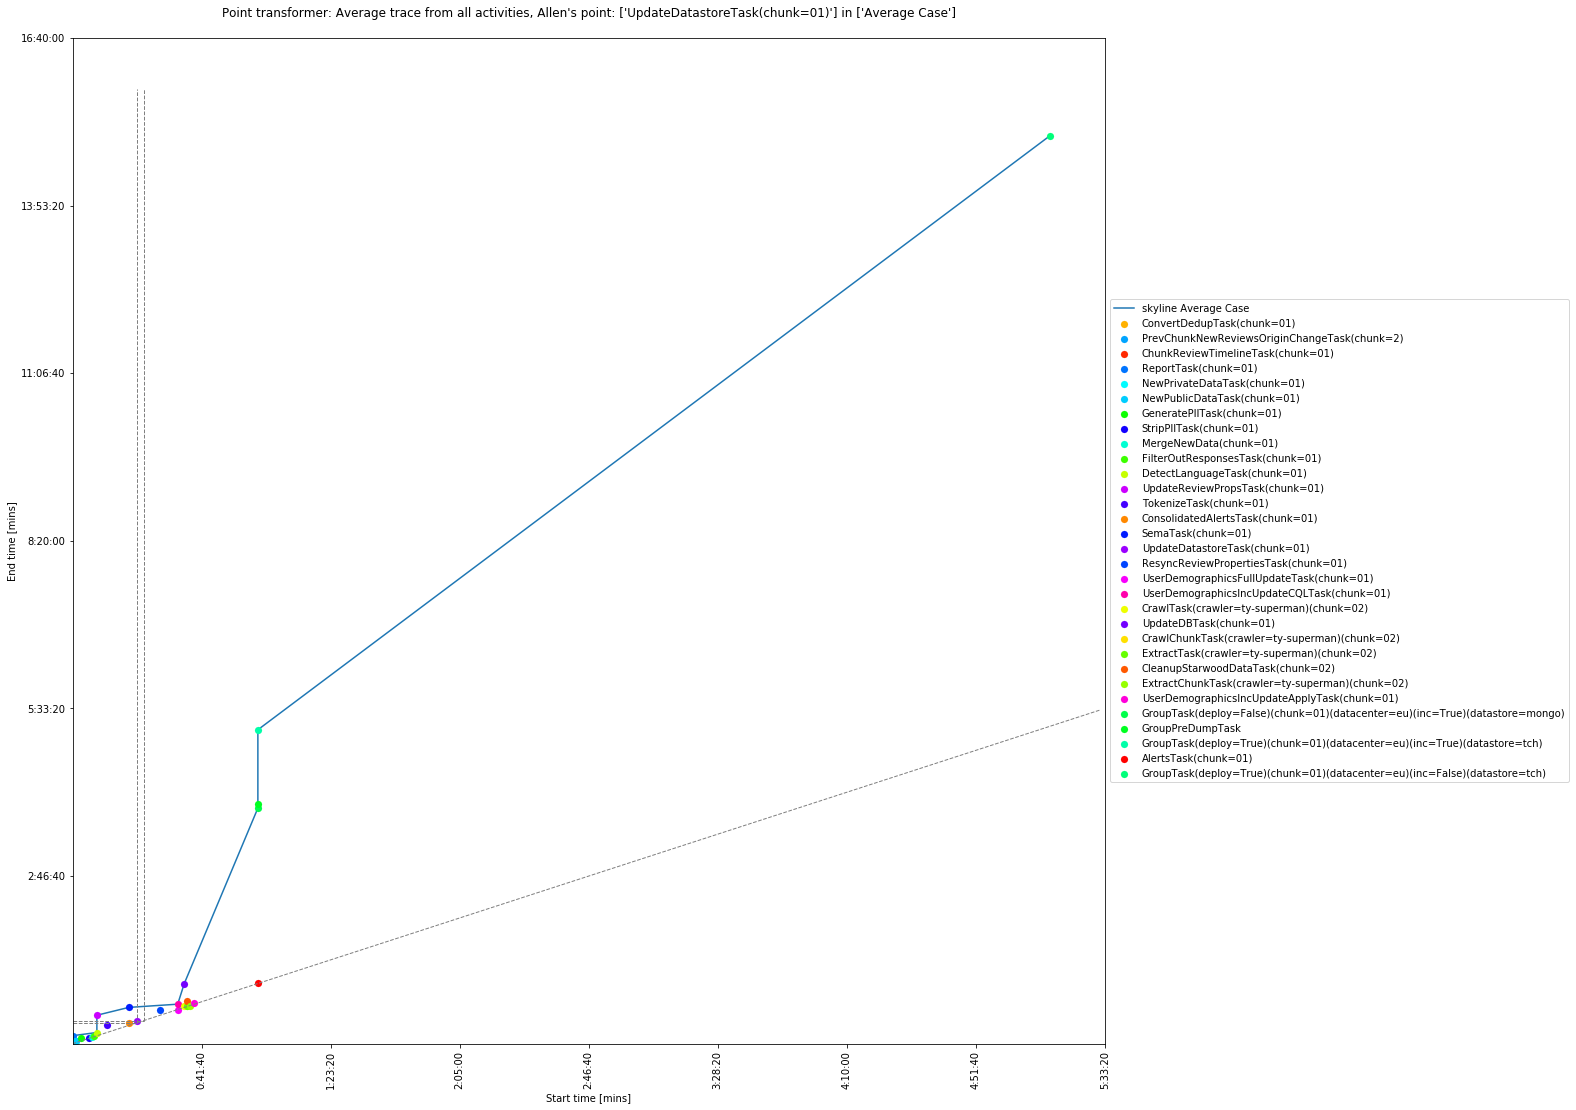 Point transformer: Average trace from all activities, Allen's point: ['UpdateDatastoreTask(chunk=01)'] in ['Average Case']
16:40:00
13:53:20
11:06:40
8:20:00
5:33:20
2:46:40
End time [mins]
0:41:40
1:23:20
2:05:00
2:46:40
3:28:20
4:10:00
4:51:40
5:33:20
Start time [mins]
skyline Average Case
ConvertDedupTask(chunk=01)
PrevChunkNewReviewsOriginChangeTask(chunk=2)
ChunkReviewTimelineTask(chunk=01)
ReportTask(chunk=01)
NewPrivateDataTask(chunk=01)
NewPublicDataTask(chunk=01)
GeneratePIITask(chunk=01)
StripPIITask(chunk=01)
MergeNewData(chunk=01)
FilterOutResponsesTask(chunk=01)
DetectLanguageTask(chunk=01)
UpdateReviewPropsTask(chunk=01)
TokenizeTask(chunk=01)
ConsolidatedAlertsTask(chunk=01)
SemaTask(chunk=01)
UpdateDatastoreTask(chunk=01)
ResyncReviewPropertiesTask(chunk=01)
UserDemographicsFullUpdateTask(chunk=01)
UserDemographicsIncUpdateCQLTask(chunk=01)
CrawlTask(crawler=ty-superman)(chunk=02)
UpdateDBTask(chunk=01)
CrawlChunkTask(crawler=ty-superman)(chunk=02)
ExtractTask(crawler=ty-superman)(chunk=02)
CleanupStarwoodDataTask(chunk=02)
ExtractChunkTask(crawler=ty-superman)(chunk=02)
UserDemographicsIncUpdateApplyTask(chunk=01)
GroupTask(deploy=False)(chunk=01)(datacenter=eu)(inc=True)(datastore=mongo)
GroupPreDumpTask
GroupTask(deploy=True)(chunk=01)(datacenter=eu)(inc=True)(datastore=tch)
AlertsTask(chunk=01)
GroupTask(deploy=True)(chunk=01)(datacenter=eu)(inc=False)(datastore=tch)